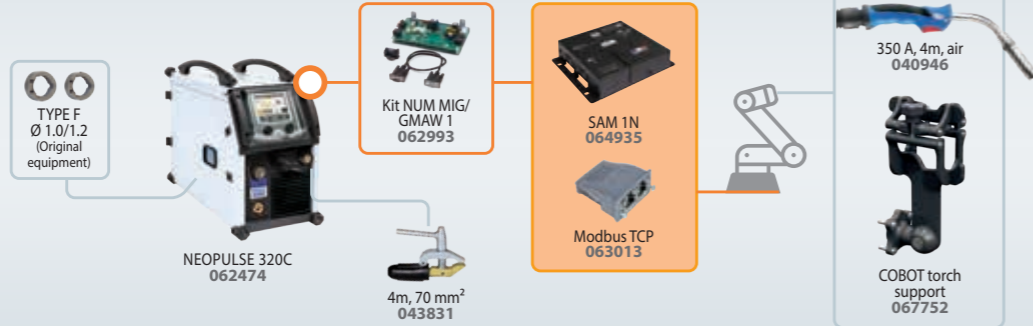 TYPE F
Ø 1.0/1.2
(Original
equipment)
NEOPULSE 320C
062474
4m, 70 mm²
043831
Kit NUM MIG/
GMAW 1
062993
SAM 1N
064935
Modbus TCP
063013
350 A, 4m, air
040946
COBOT torch
support
067752